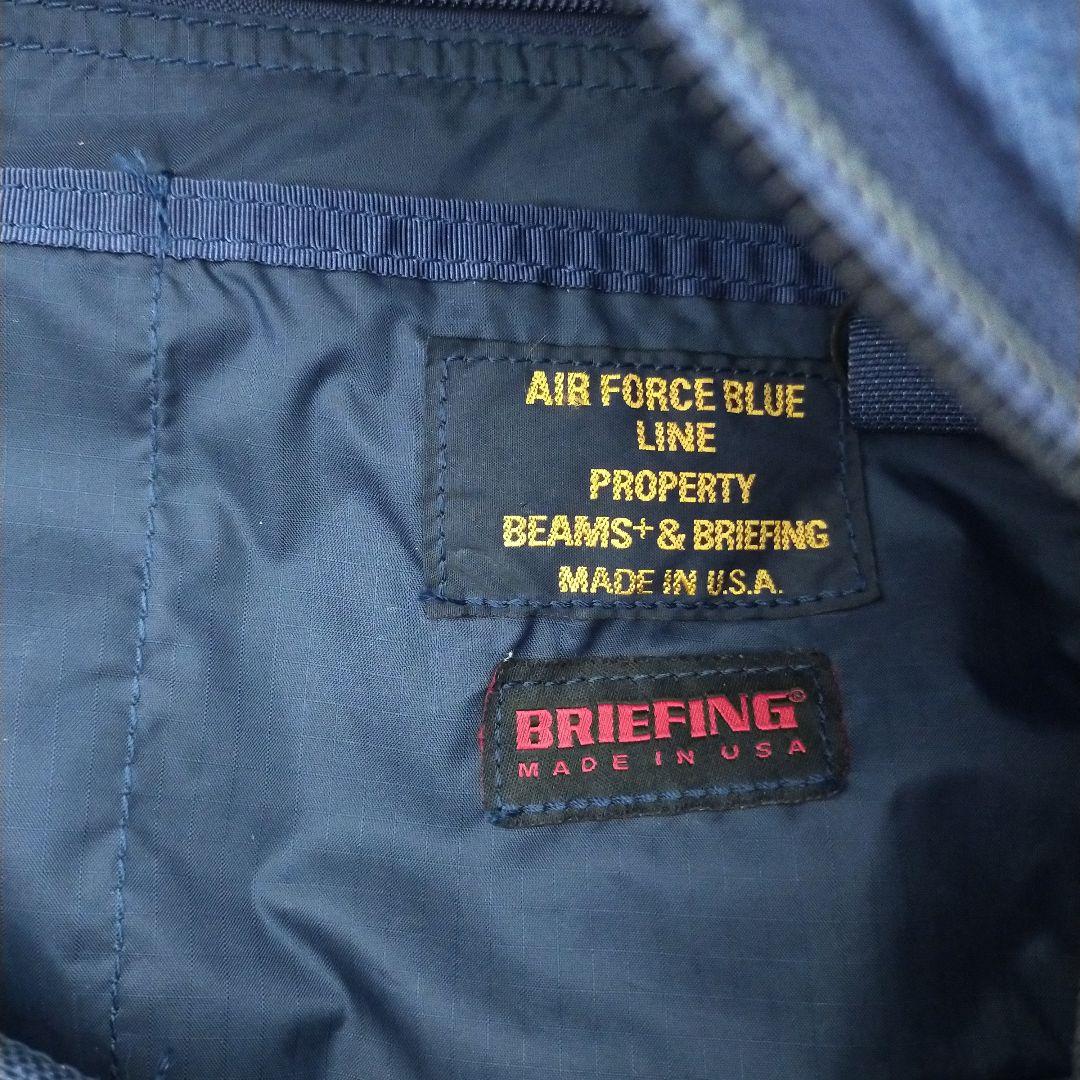 AIR FORCE BLUE
LINE
PROPERTY
BEAMS+ & BRIEFING
MADE IN U.S.A.
BRIEFING®
MADE IN USA